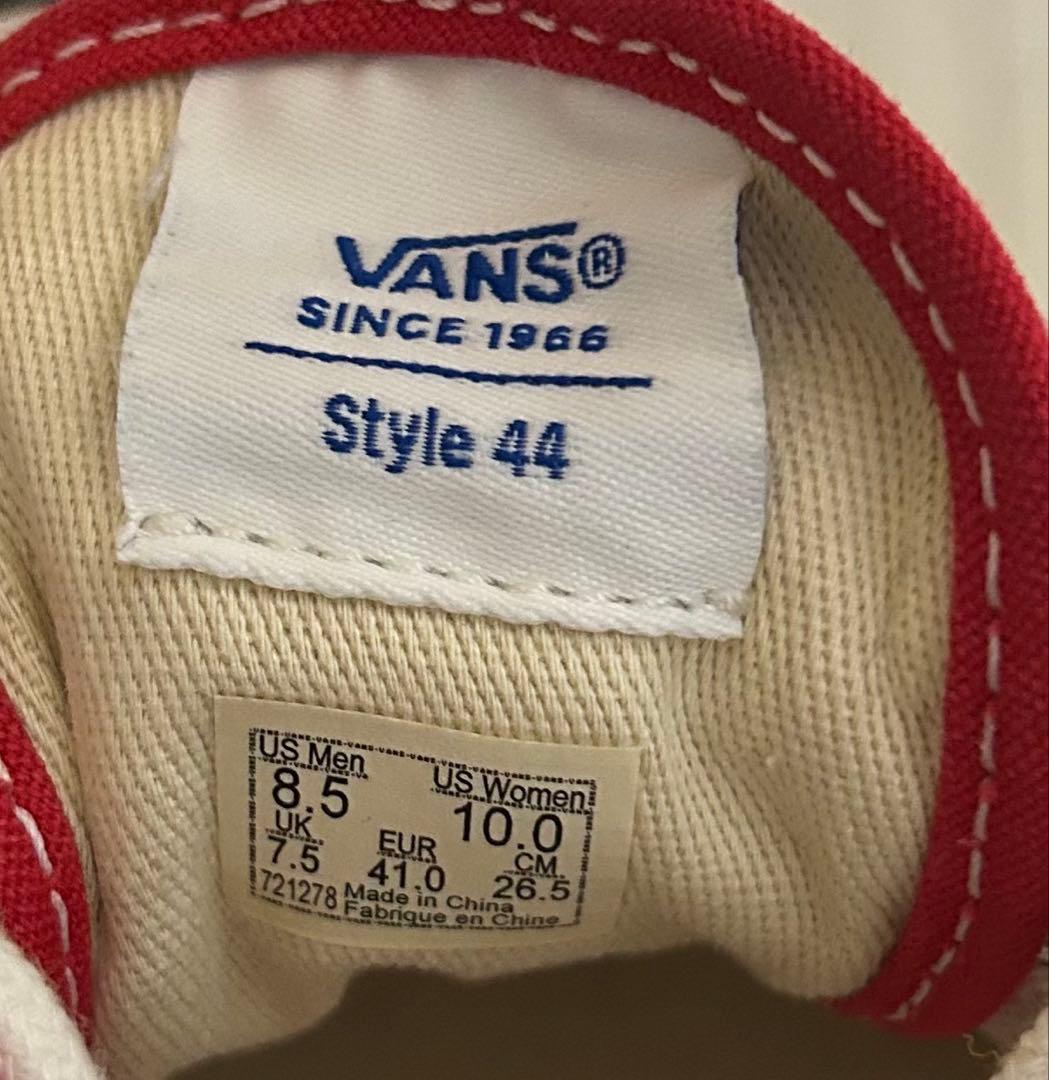 VANS®
SINCE 1966
Style 44
US Men US Women
8.5 10.0
UK EUR CM
7.5 41.0 26.5
721278 Made in China
Fabrique en Chine